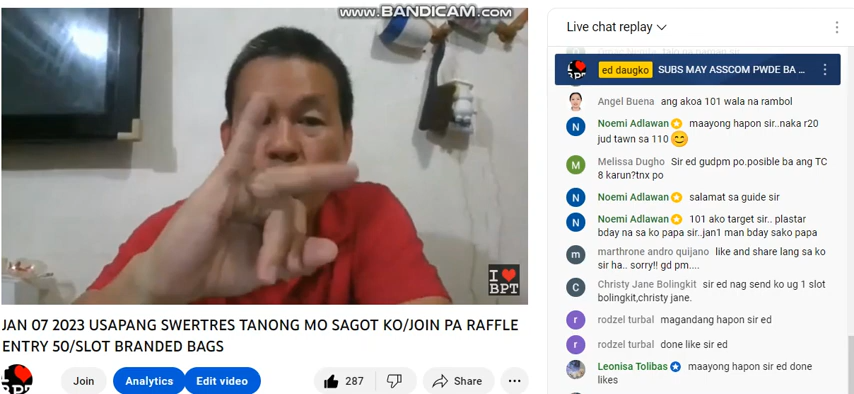 www.BANDICAM.com
I ❤ BPT
JAN 07 2023 USAPANG SWERTRES TANONG MO SAGOT KO/JOIN PA RAFFLE
ENTRY 50/SLOT BRANDED BAGS
Join
Analytics
Edit video
287
Share
Live chat replay
ed daugko SUBS MAY ASSCOM PWDE BA ...
Angel Buena ang akoa 101 wala na rambol
Noemi Adlawan maayong hapon sir..naka r20
jud tawn sa 110 😊
Melissa Dugho Sir ed gudpm po.posible ba ang TC
8 karun?tnx po
Noemi Adlawan salamat sa guide sir
Noemi Adlawan 101 ako target sir.. plastar
bday na sa ko papa sir..jan1 man bday sako papa
marthrone andro quijano like and share lang sa ko
sir ha.. sorry!! gd pm....
Christy Jane Bolingkit sir ed nag send ko ug 1 slot
bolingkit,christy jane.
rodzel turbal magandang hapon sir ed
rodzel turbal done like sir ed
Leonisa Tolibas maayong hapon sir ed done
likes